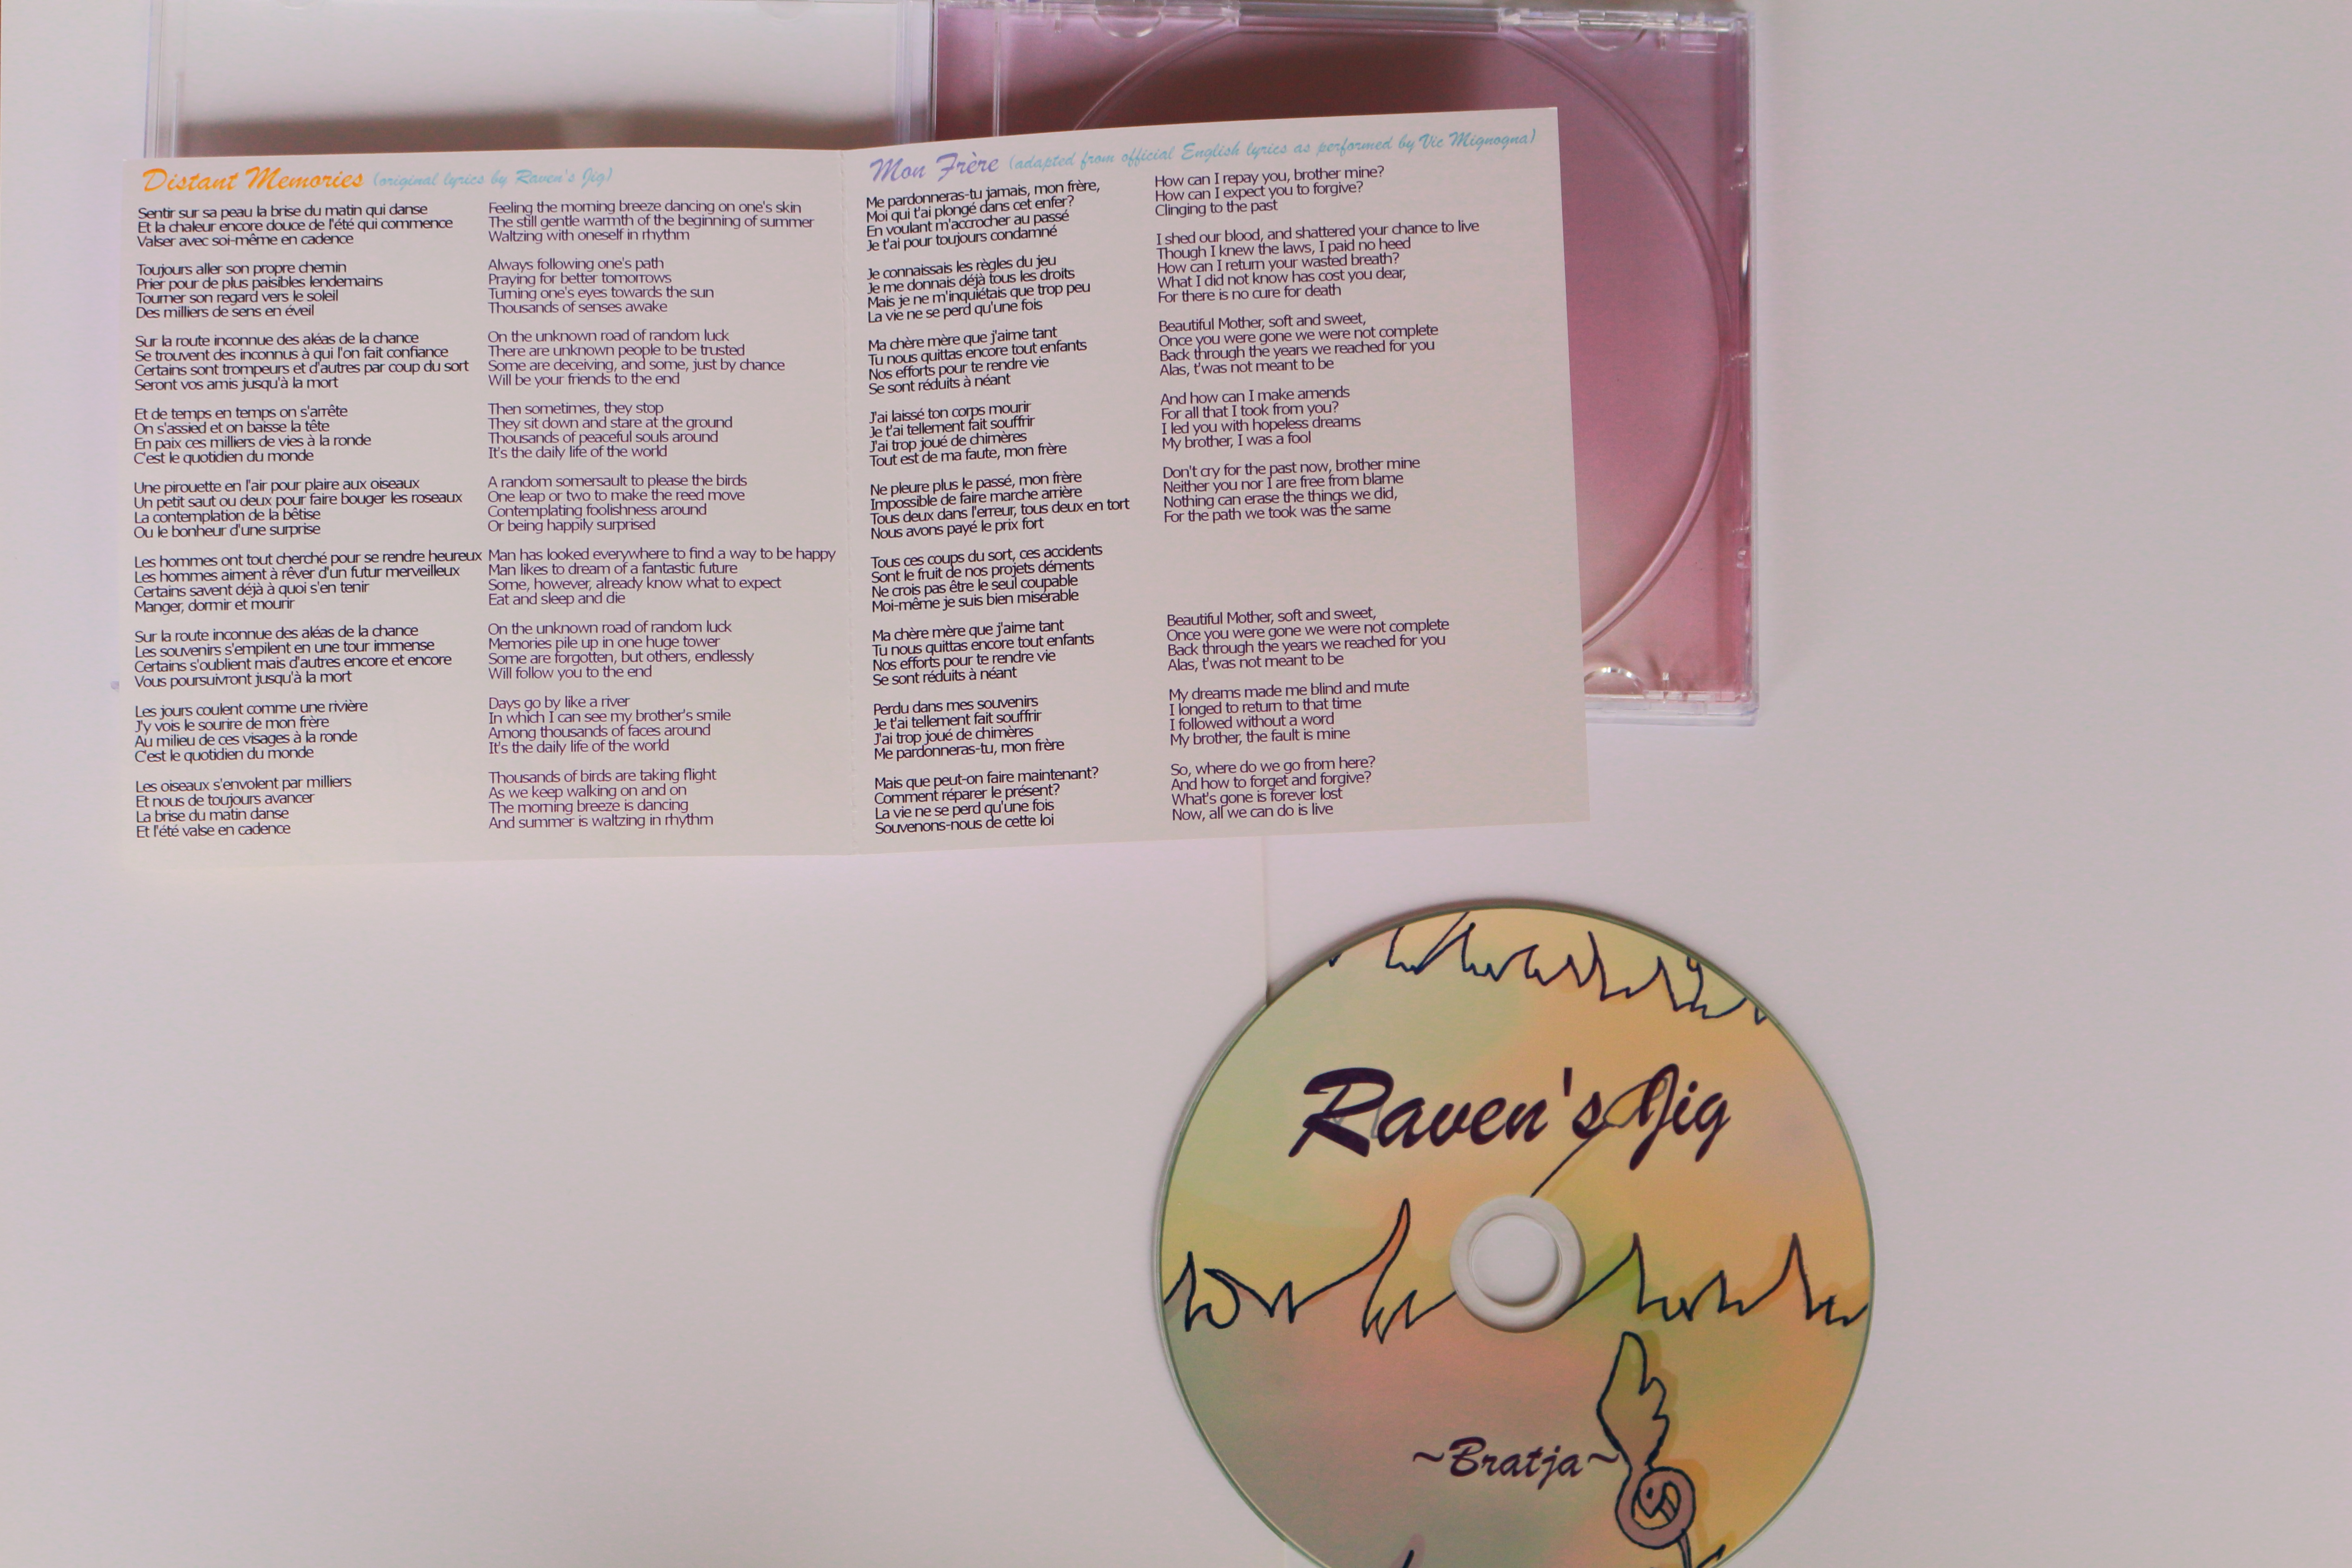 Distant Memories (original lyrics by Raven's Jig)
Sentir sur sa peau la brise du matin qui danse
Et la chaleur encore douce de l'été qui commence
Valser avec soi-même en cadence
Toujours aller son propre chemin
Prier pour de plus paisibles lendemains
Tourner son regard vers le soleil
Des milliers de sens en éveil
Sur la route inconnue des aléas de la chance
Se trouvent des inconnus à qui l'on fait confiance
Certains sont trompeurs et d'autres par coup du sort
Seront vos amis jusqu'à la mort
Et de temps en temps on s'arrête
On s'assied et on baisse la tête
En paix ces milliers de vies à la ronde
C'est le quotidien du monde
Une pirouette en l'air pour plaire aux oiseaux
Un petit saut ou deux pour faire bouger les roseaux
La contemplation de la bêtise
Ou le bonheur d'une surprise
Les hommes ont tout cherché pour se rendre heureux
Les hommes aiment à rêver d'un futur merveilleux
Certains savent déjà à quoi s'en tenir
Manger, dormir et mourir
Sur la route inconnue des aléas de la chance
Les souvenirs s'empilent en une tour immense
Certains s'oublient mais d'autres encore et encore
Vous poursuivront jusqu'à la mort
Les jours coulent comme une rivière
J'y vois le sourire de mon frère
Au milieu de ces visages à la ronde
C'est le quotidien du monde
Les oiseaux s'envolent par milliers
Et nous de toujours avancer
La brise du matin danse
Et l'été valse en cadence
Feeling the morning breeze dancing on one's skin
The still gentle warmth of the beginning of summer
Waltzing with oneself in rhythm
Always following one's path
Praying for better tomorrows
Turning one's eyes towards the sun
Thousands of senses awake
On the unknown road of random luck
There are unknown people to be trusted
Some are deceiving, and some, just by chance
Will be your friends to the end
Then sometimes, they stop
They sit down and stare at the ground
Thousands of peaceful souls around
It's the daily life of the world
A random somersault to please the birds
One leap or two to make the reed move
Contemplating foolishness around
Or being happily surprised
Man has looked everywhere to find a way to be happy
Man likes to dream of a fantastic future
Some, however, already know what to expect
Eat and sleep and die
On the unknown road of random luck
Memories pile up in one huge tower
Some are forgotten, but others, endlessly
Will follow you to the end
Days go by like a river
In which I can see my brother's smile
Among thousands of faces around
It's the daily life of the world
Thousands of birds are taking flight
As we keep walking on and on
The morning breeze is dancing
And summer is waltzing in rhythm
Mon Frère (adapted from official English lyrics as performed by Vic Mignogna)
Me pardonneras-tu jamais, mon frère,
Moi qui t'ai plongé dans cet enfer?
En voulant m'accrocher au passé
Je t'ai pour toujours condamné
Je connaissais les règles du jeu
Je me donnais déjà tous les droits
Mais je ne m'inquiétais que trop peu
La vie ne se perd qu'une fois
Ma chère mère que j'aime tant
Tu nous quittas encore tout enfants
Nos efforts pour te rendre vie
Se sont réduits à néant
J'ai laissé ton corps mourir
Je t'ai tellement fait souffrir
J'ai trop joué de chimères
Tout est de ma faute, mon frère
Ne pleure plus le passé, mon frère
Impossible de faire marche arrière
Tous deux dans l'erreur, tous deux en tort
Nous avons payé le prix fort
Tous ces coups du sort, ces accidents
Sont le fruit de nos projets déments
Ne crois pas être le seul coupable
Moi-même je suis bien misérable
Ma chère mère que j'aime tant
Tu nous quittas encore tout enfants
Nos efforts pour te rendre vie
Se sont réduits à néant
Perdu dans mes souvenirs
Je t'ai tellement fait souffrir
J'ai trop joué de chimères
Me pardonneras-tu, mon frère
Mais que peut-on faire maintenant?
Comment réparer le présent?
La vie ne se perd qu'une fois
Souvenons-nous de cette loi
How can I repay you, brother mine?
How can I expect you to forgive?
Clinging to the past
I shed our blood, and shattered your chance to live
Though I knew the laws, I paid no heed
How can I return your wasted breath?
What I did not know has cost you dear,
For there is no cure for death
Beautiful Mother, soft and sweet,
Once you were gone we were not complete
Back through the years we reached for you
Alas, t'was not meant to be
And how can I make amends
For all that I took from you?
I led you with hopeless dreams
My brother, I was a fool
Don't cry for the past now, brother mine
Neither you nor I are free from blame
Nothing can erase the things we did,
For the path we took was the same
Beautiful Mother, soft and sweet,
Once you were gone we were not complete
Back through the years we reached for you
Alas, t'was not meant to be
My dreams made me blind and mute
I longed to return to that time
I followed without a word
My brother, the fault is mine
So, where do we go from here?
And how to forget and forgive?
What's gone is forever lost
Now, all we can do is live
Raven's Jig
~Bratja~